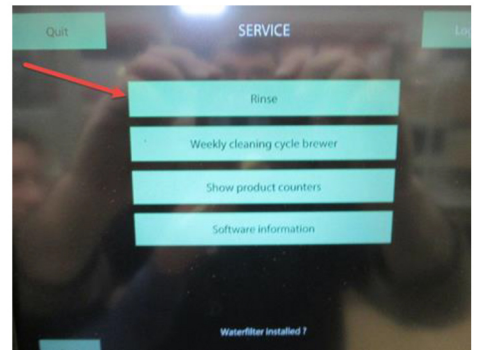 Quit
SERVICE
Rinse
Weekly cleaning cycle brewer
Show product counters
Software information
Waterfilter installed ?